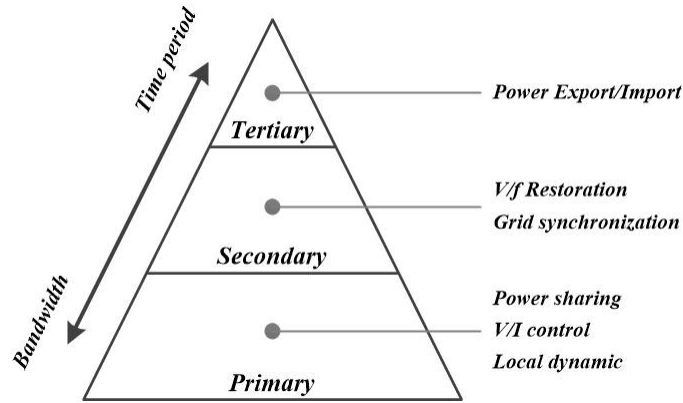 Time period
Power Export/Import
Tertiary
V/f Restoration
Grid synchronization
Secondary
Bandwidth
Power sharing
V/I control
Local dynamic
Primary